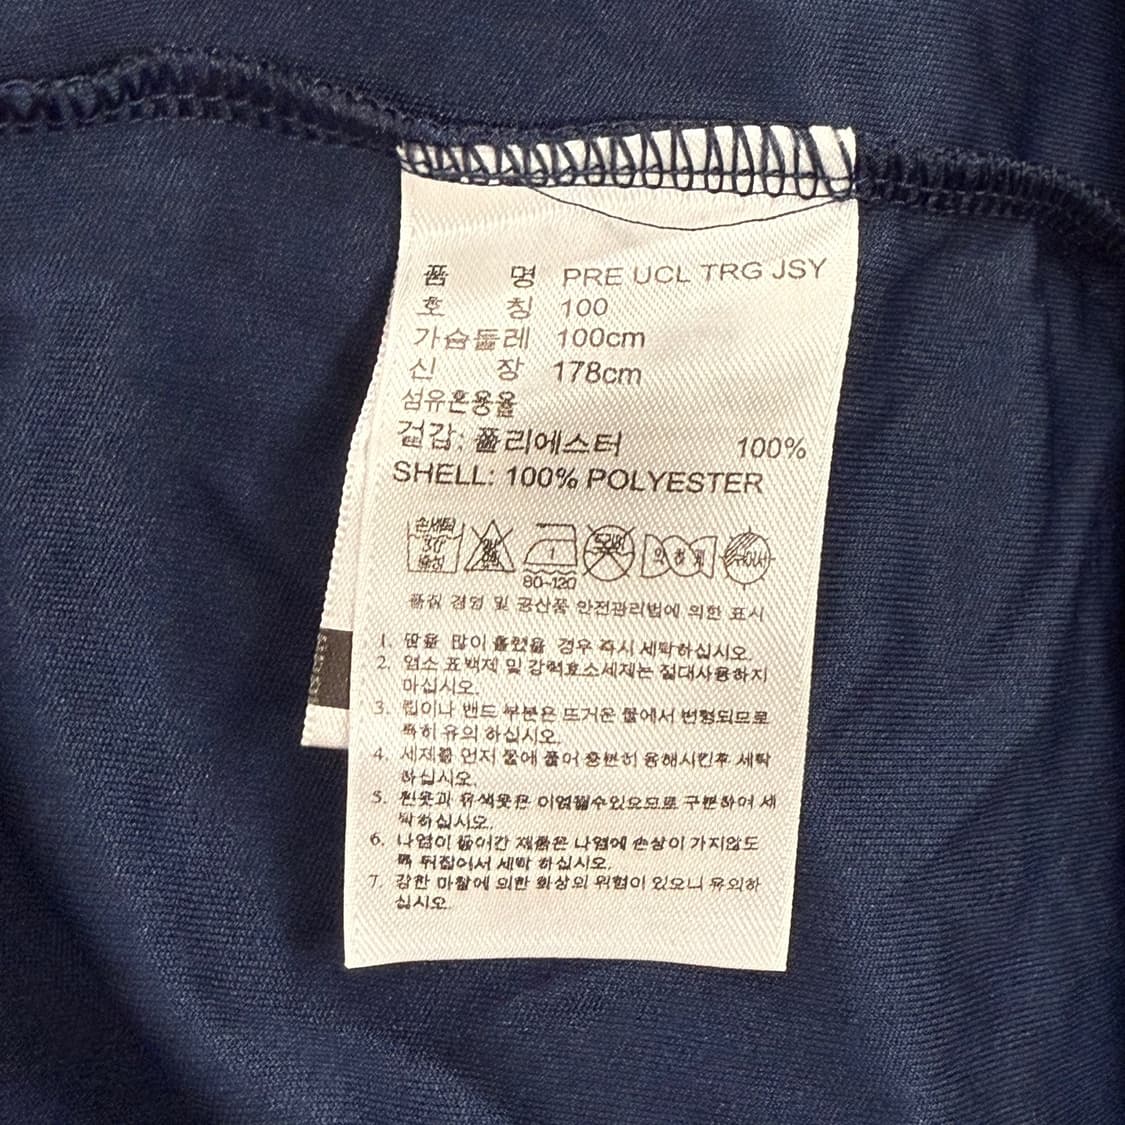 품 명 PRE UCL TRG JSY
호 칭 100
가슴둘레 100cm
신 장 178cm
섬유혼용율
겉감: 폴리에스터 100%
SHELL: 100% POLYESTER
손세탁
30
중성
80~120
품질 경영 및 공산품 안전관리법에 의한 표시
1. 땀을 많이 흘렸을 경우 즉시 세탁하십시오.
2. 염소 표백제 및 강력효소세제는 절대사용하지
마십시오.
3. 립이나 밴드 부분은 뜨거운 물에서 변형되므로
특히 유의 하십시오.
4. 세제를 먼저 물에 풀어 충분히 용해시킨후 세탁
하십시오.
5. 흰옷과 유색옷은 이염될수있으므로 구분하여 세
탁하십시오.
6. 나염이 들어간 제품은 나염에 손상이 가지않도
록 뒤집어서 세탁 하십시오.
7. 강한 마찰에 의한 화상의 위험이 있으니 유의하
십시오.